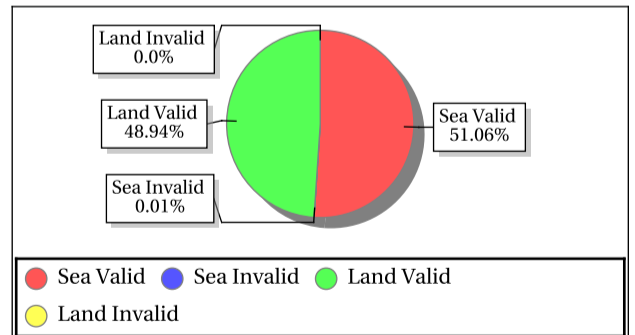 Land Invalid
0.0%
Land Valid
48.94%
Sea Valid
51.06%
Sea Invalid
0.01%
Sea Valid Sea Invalid Land Valid
Land Invalid